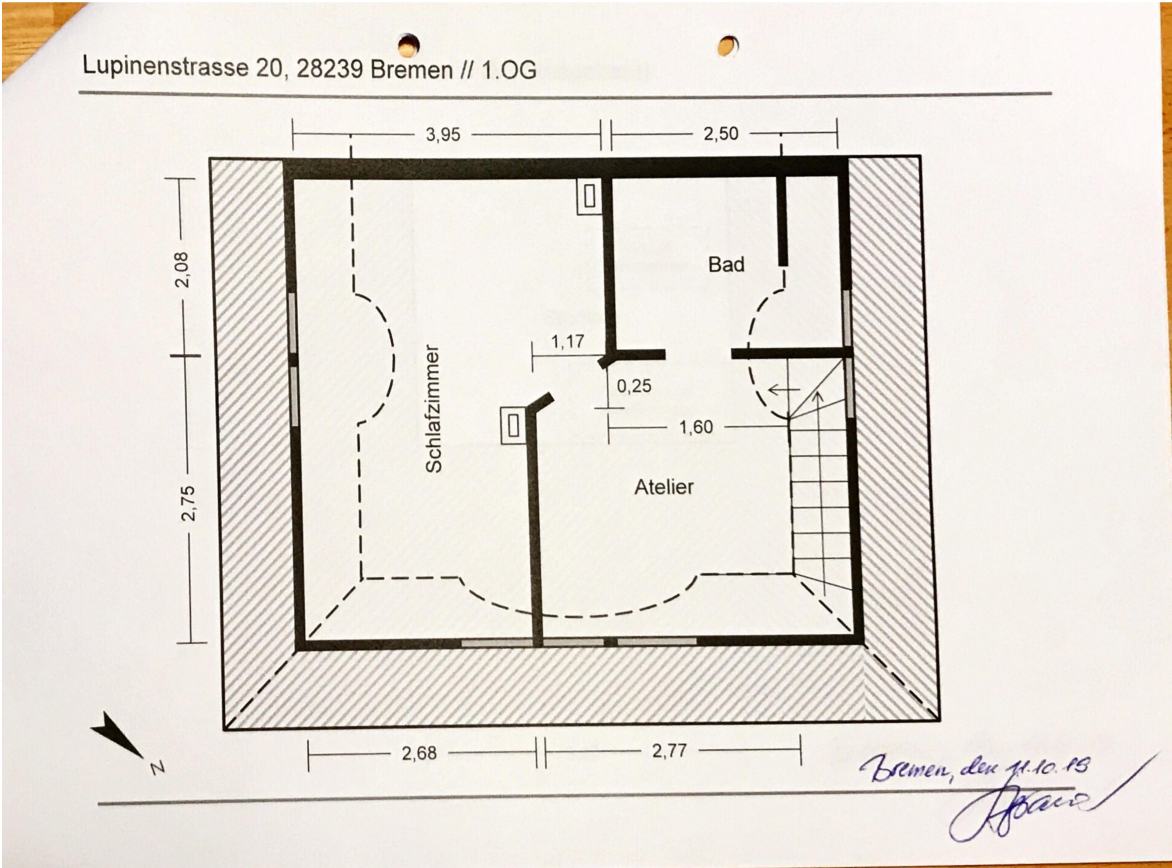 Lupinenstrasse 20, 28239 Bremen // 1.OG
3,95
2,50
2,08
Bad
1,17
0,25
Schlafzimmer
1,60
Atelier
2,75
2,68
2,77
N
Bremen, den 11.10.19